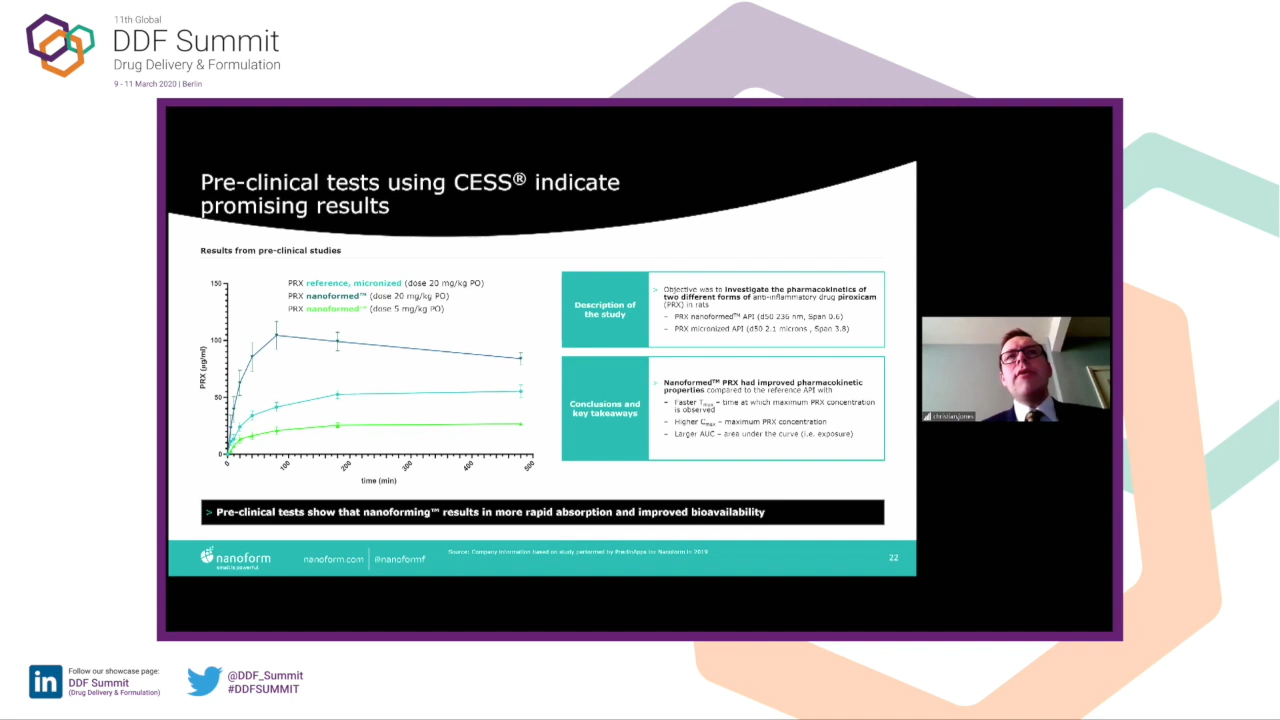 11th Global
DDF Summit
Drug Delivery & Formulation
9 - 11 March 2020 | Berlin
Pre-clinical tests using CESS® indicate
promising results
Results from pre-clinical studies
PRX reference, micronized (dose 20 mg/kg PO)
PRX nanoformed™ (dose 20 mg/kg PO)
PRX nanoformed™ (dose 5 mg/kg PO)
150
100
50
0
PRX (µg/ml)
0 100 200 300 400 500
time (min)
Description of
the study
> Objective was to investigate the pharmacokinetics of
two different forms of anti-inflammatory drug piroxicam
(PRX) in rats
– PRX nanoformed™ API (d50 236 nm, Span 0.6)
– PRX micronized API (d50 2.1 microns , Span 3.8)
Conclusions and
key takeaways
> Nanoformed™ PRX had improved pharmacokinetic
properties compared to the reference API with
– Faster Tmax – time at which maximum PRX concentration
is observed
– Higher Cmax – maximum PRX concentration
– Larger AUC – area under the curve (i.e. exposure)
> Pre-clinical tests show that nanoforming™ results in more rapid absorption and improved bioavailability
nanoform
small.is.powerful
nanoform.com | @nanoformf
Source: Company information based on study performed by PredinApps for Nanoform in 2019
22
christian.jones
in
Follow our showcase page:
DDF Summit
(Drug Delivery & Formulation)
@DDF_Summit
#DDFSUMMIT